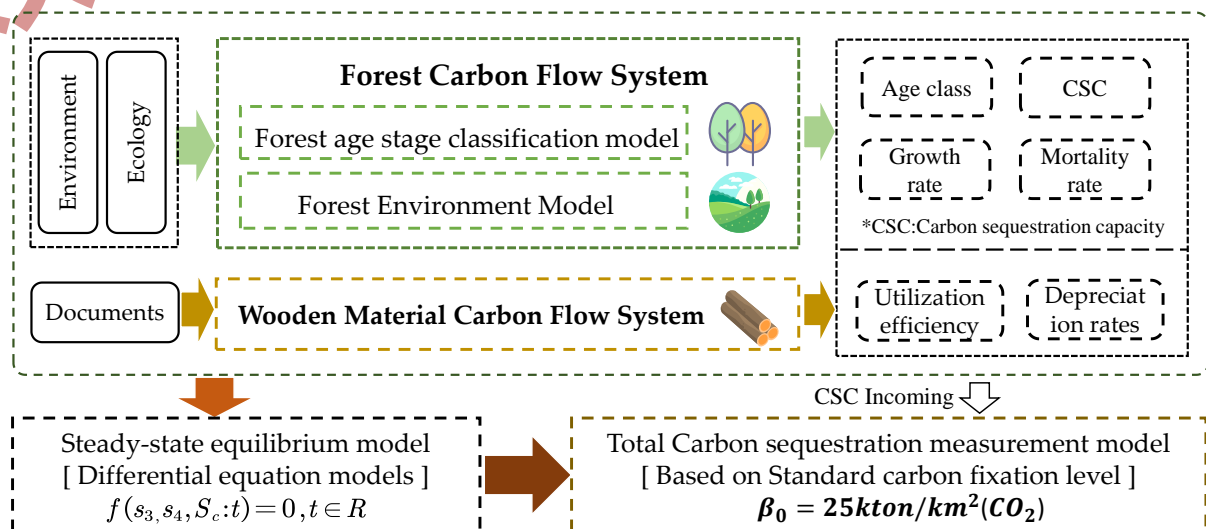 Environment
Ecology
Forest Carbon Flow System
Forest age stage classification model
Forest Environment Model
Age class
CSC
Growth
rate
Mortality
rate
*CSC:Carbon sequestration capacity
Documents
Wooden Material Carbon Flow System
Utilization
efficiency
Depreciat
ion rates
CSC Incoming
Steady-state equilibrium model
[ Differential equation models ]
f(s₃,s₄,S_c:t)=0,t∈R
Total Carbon sequestration measurement model
[ Based on Standard carbon fixation level ]
β₀ = 25kton/km²(CO₂)